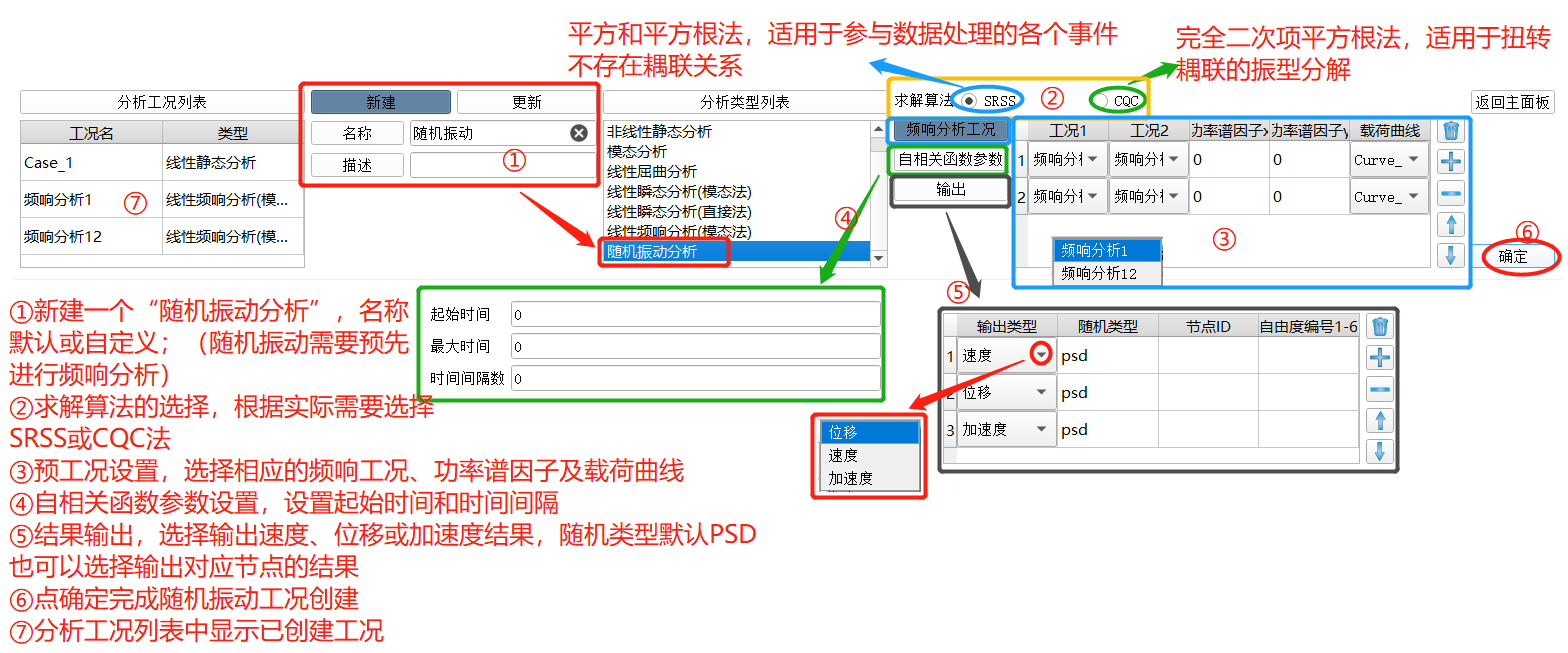 平方和平方根法，适用于参与数据处理的各个事件
不存在耦联关系
完全二次项平方根法，适用于扭转
耦联的振型分解
分析工况列表
工况名 类型
Case_1 线性静态分析
频响分析1 ⑦ 线性频响分析(模...
频响分析12 线性频响分析(模...
新建 更新
名称 随机振动
描述 ①
分析类型列表
非线性静态分析
模态分析
线性屈曲分析
线性瞬态分析(模态法)
线性瞬态分析(直接法)
线性频响分析(模态法)
随机振动分析
求解算法 SRSS ② CQC
频响分析工况
自相关函数参数
输出
④
工况1 工况2 功率谱因子x 功率谱因子y 载荷曲线
1 频响分析 频响分析 0 0 Curve_
2 频响分析 频响分析 0 0 Curve_
频响分析1
频响分析12
③
返回主面板
⑥
确定
起始时间 0
最大时间 0
时间间隔数 0
⑤
输出类型 随机类型 节点ID 自由度编号1-6
1 速度 psd
2 位移 psd
3 加速度 psd
位移
速度
加速度
①新建一个“随机振动分析”，名称
默认或自定义；（随机振动需要预先
进行频响分析）
②求解算法的选择，根据实际需要选择
SRSS或CQC法
③预工况设置，选择相应的频响工况、功率谱因子及载荷曲线
④自相关函数参数设置，设置起始时间和时间间隔
⑤结果输出，选择输出速度、位移或加速度结果，随机类型默认PSD
也可以选择输出对应节点的结果
⑥点确定完成随机振动工况创建
⑦分析工况列表中显示已创建工况